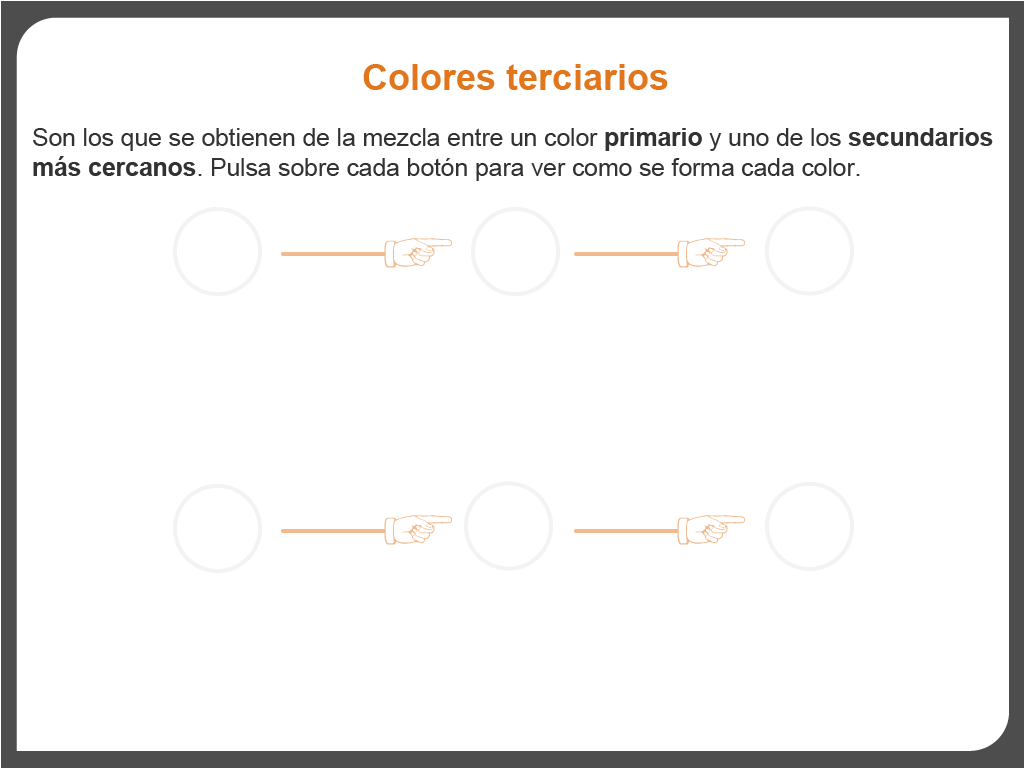 Colores terciarios
Son los que se obtienen de la mezcla entre un color primario y uno de los secundarios
más cercanos. Pulsa sobre cada botón para ver como se forma cada color.